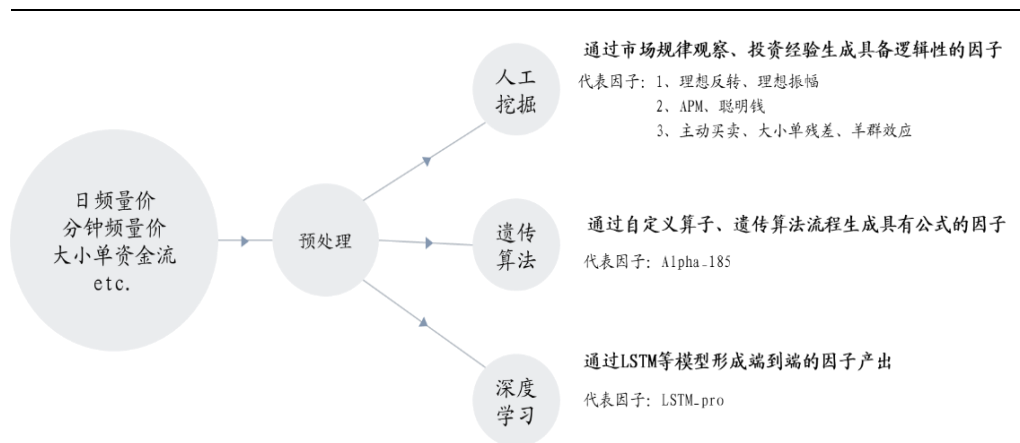 日频量价
分钟频量价
大小单资金流
etc.
预处理
人工
挖掘
通过市场规律观察、投资经验生成具备逻辑性的因子
代表因子：1、理想反转、理想振幅
2、APM、聪明钱
3、主动买卖、大小单残差、羊群效应
遗传
算法
通过自定义算子、遗传算法流程生成具有公式的因子
代表因子：Alpha_185
深度
学习
通过LSTM等模型形成端到端的因子产出
代表因子：LSTM_pro